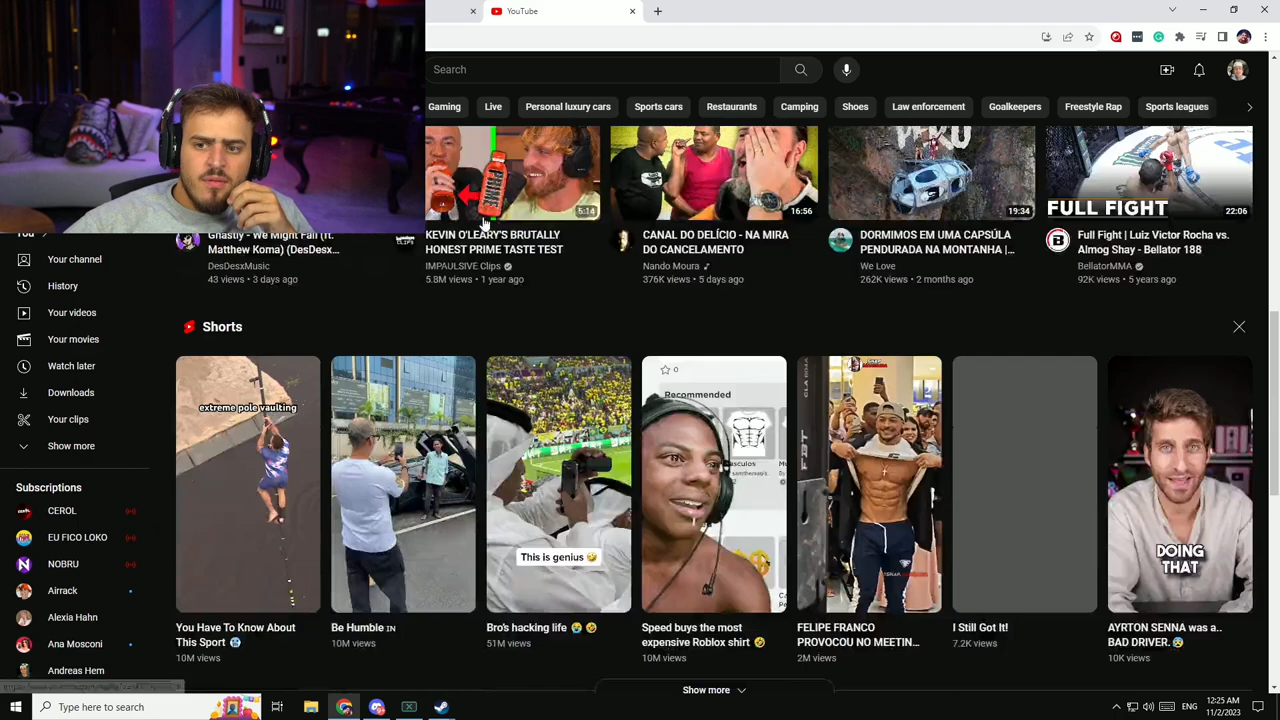 YouTube
Search
Gaming
Live
Personal luxury cars
Sports cars
Restaurants
Camping
Shoes
Law enforcement
Goalkeepers
Freestyle Rap
Sports leagues
5:14
16:56
19:34
FULL FIGHT
22:06
Ghastly - We Might Fall (ft.
Matthew Koma) (DesDesx...
DesDesxMusic
43 views • 3 days ago
CLIPS
KEVIN O'LEARY'S BRUTALLY
HONEST PRIME TASTE TEST
IMPAULSIVE Clips
5.8M views • 1 year ago
CANAL DO DELÍCIO - NA MIRA
DO CANCELAMENTO
Nando Moura
376K views • 5 days ago
DORMIMOS EM UMA CAPSÚLA
PENDURADA NA MONTANHA |...
We Love
262K views • 2 months ago
Full Fight | Luiz Victor Rocha vs.
Almog Shay - Bellator 188
BellatorMMA
92K views • 5 years ago
You
Your channel
History
Your videos
Your movies
Watch later
Downloads
Your clips
Show more
Subscriptions
CEROL
EU FICO LOKO
NOBRU
Airrack
Alexia Hahn
Ana Mosconi
Andreas Hem
Shorts
extreme pole vaulting
You Have To Know About
This Sport 🥶
10M views
Be Humble 🇮🇳
10M views
This is genius 🤣
Bro's hacking life 😭🤣
51M views
0
Recommended
Speed buys the most
expensive Roblox shirt 🤣
10M views
FBT
FELIPE FRANCO
PROVOCOU NO MEETIN...
2M views
I Still Got It!
7.2K views
DOING
THAT
AYRTON SENNA was a..
BAD DRIVER.😰
10K views
Show more
Type here to search
ENG
12:25 AM
11/2/2023